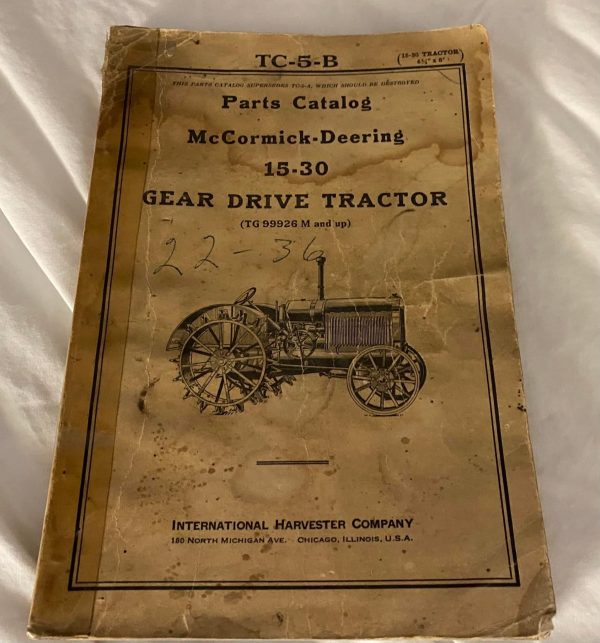 TC-5-B
(15-30 TRACTOR
4¾" x 6")
THIS PARTS CATALOG SUPERSEDES TC-5-A, WHICH SHOULD BE DESTROYED
Parts Catalog
McCormick-Deering
15-30
GEAR DRIVE TRACTOR
(TG 99926 M and up)
22-36
INTERNATIONAL HARVESTER COMPANY
180 NORTH MICHIGAN AVE. CHICAGO, ILLINOIS, U.S.A.